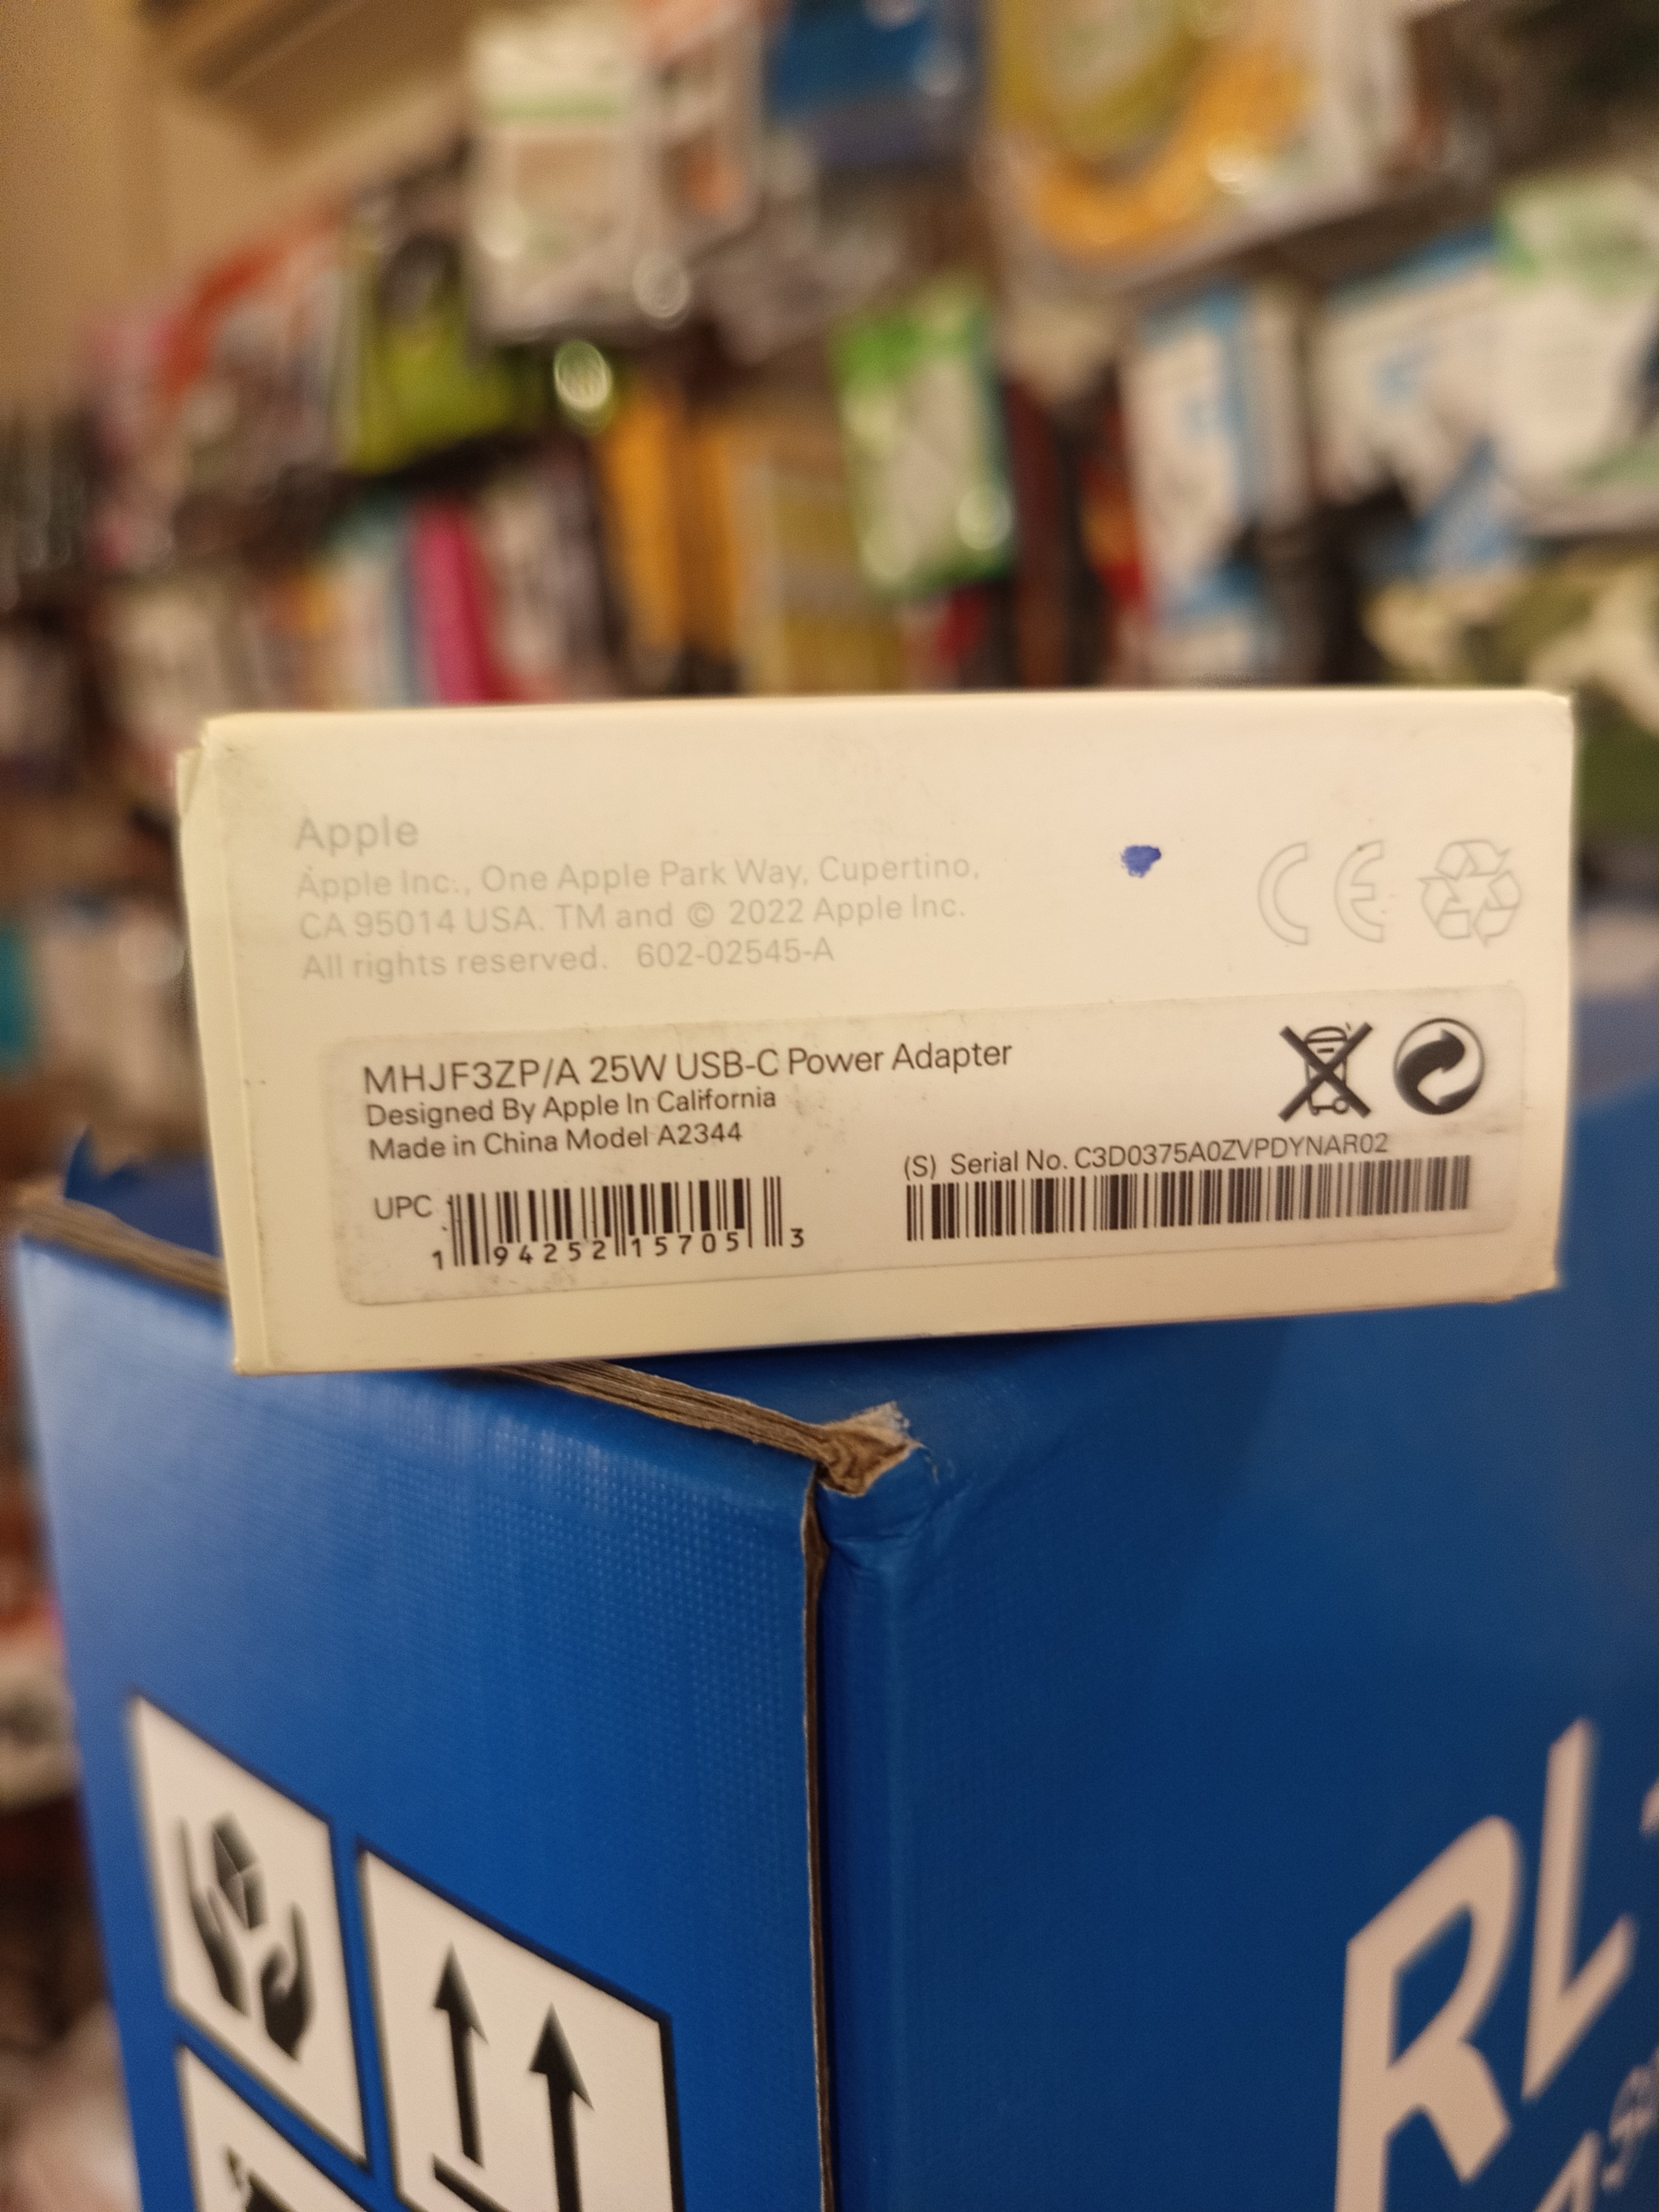 Apple
Apple Inc., One Apple Park Way, Cupertino,
CA 95014 USA. TM and © 2022 Apple Inc.
All rights reserved. 602-02545-A
CE
MHJF3ZP/A 25W USB-C Power Adapter
Designed By Apple In California
Made in China Model A2344
UPC
1 94252 15705 3
(S) Serial No. C3D0375A0ZVPDYNAR02
RL